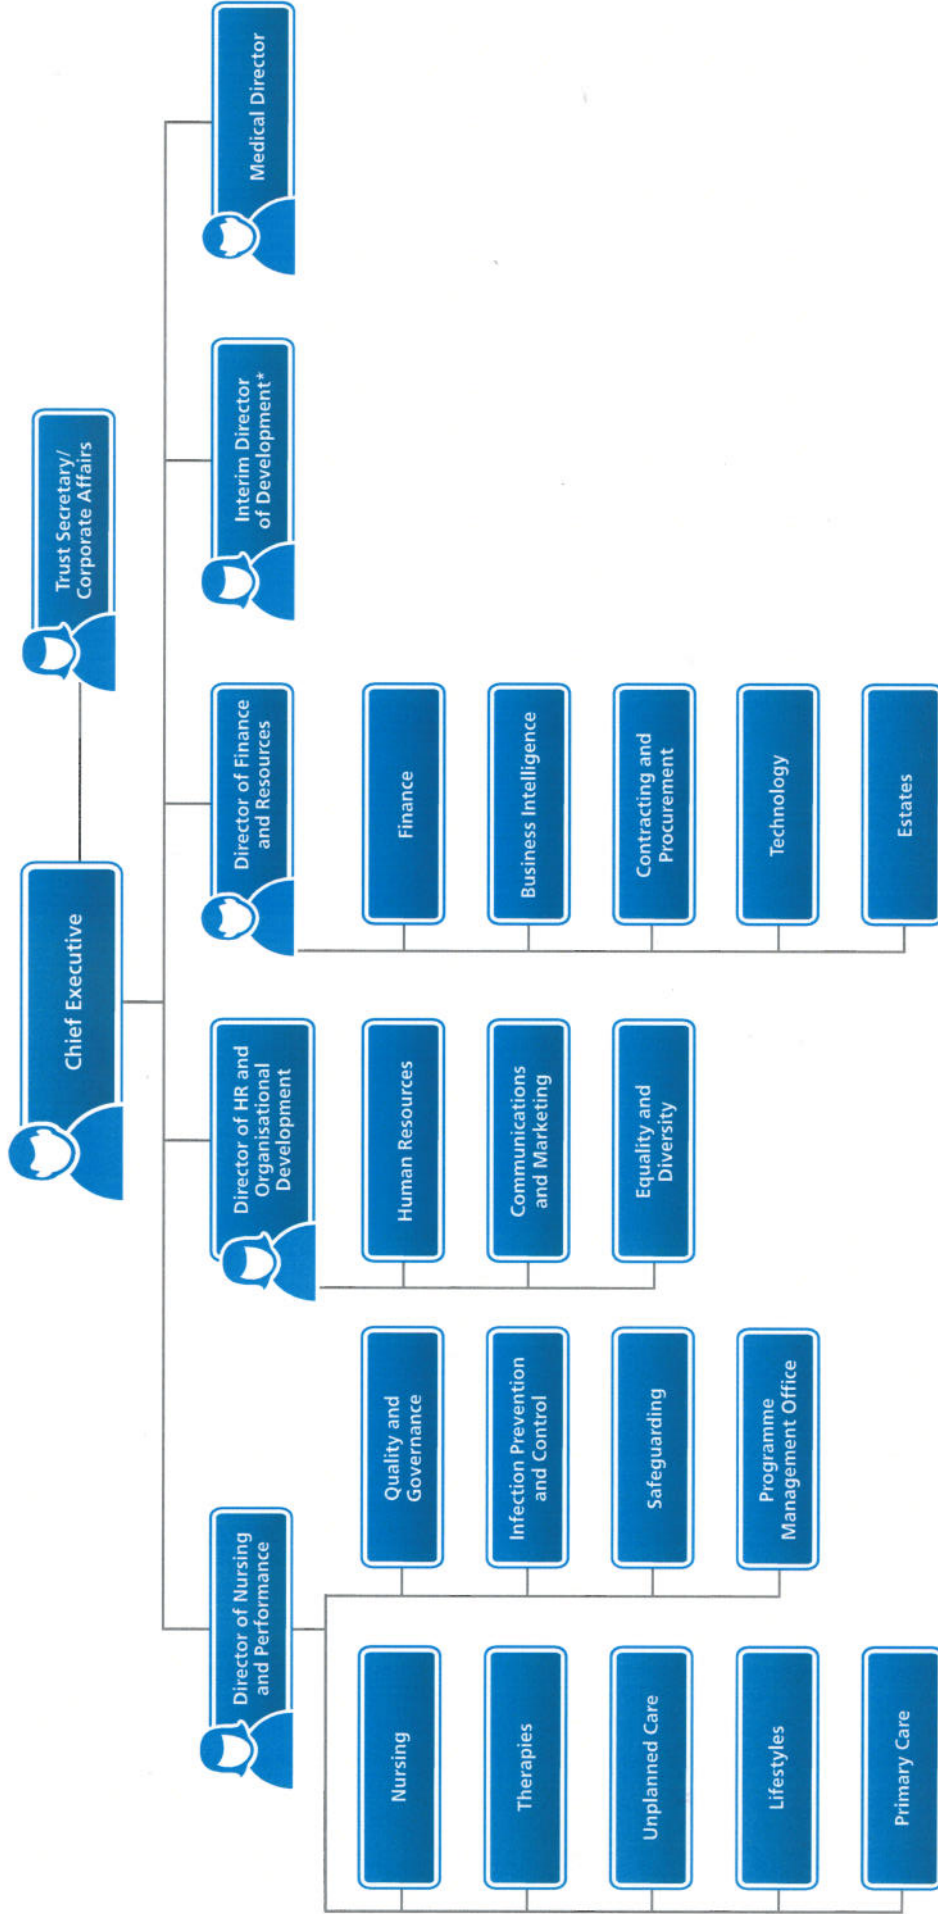 Chief Executive
Trust Secretary/
Corporate Affairs
Director of Nursing
and Performance
Director of HR and
Organisational
Development
Director of Finance
and Resources
Interim Director
of Development*
Medical Director
Nursing
Therapies
Unplanned Care
Lifestyles
Primary Care
Quality and
Governance
Infection Prevention
and Control
Safeguarding
Programme
Management Office
Human Resources
Communications
and Marketing
Equality and
Diversity
Finance
Business Intelligence
Contracting and
Procurement
Technology
Estates